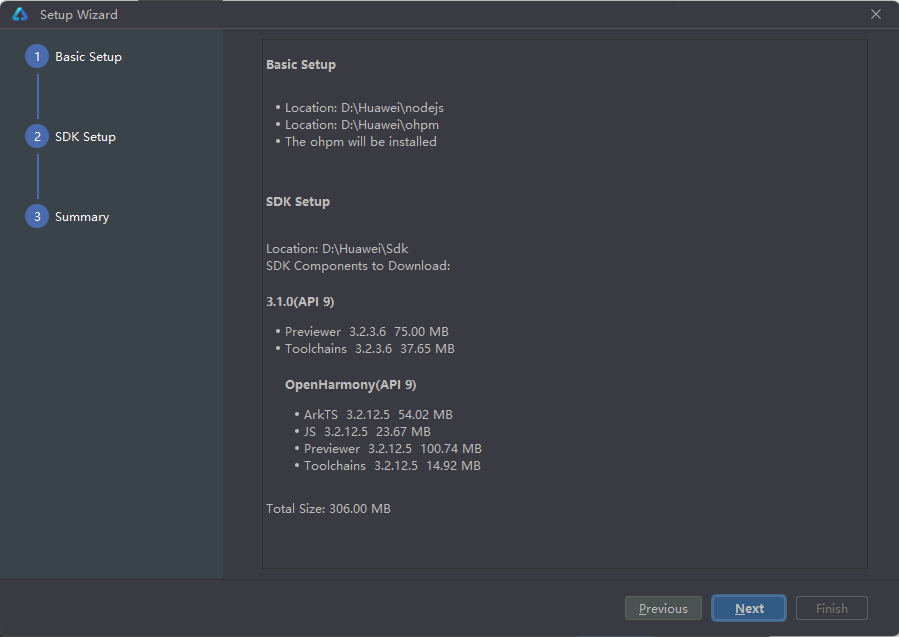 Setup Wizard
1 Basic Setup
2 SDK Setup
3 Summary
Basic Setup
• Location: D:\Huawei\nodejs
• Location: D:\Huawei\ohpm
• The ohpm will be installed
SDK Setup
Location: D:\Huawei\Sdk
SDK Components to Download:
3.1.0(API 9)
• Previewer 3.2.3.6 75.00 MB
• Toolchains 3.2.3.6 37.65 MB
OpenHarmony(API 9)
• ArkTS 3.2.12.5 54.02 MB
• JS 3.2.12.5 23.67 MB
• Previewer 3.2.12.5 100.74 MB
• Toolchains 3.2.12.5 14.92 MB
Total Size: 306.00 MB
Previous Next Finish